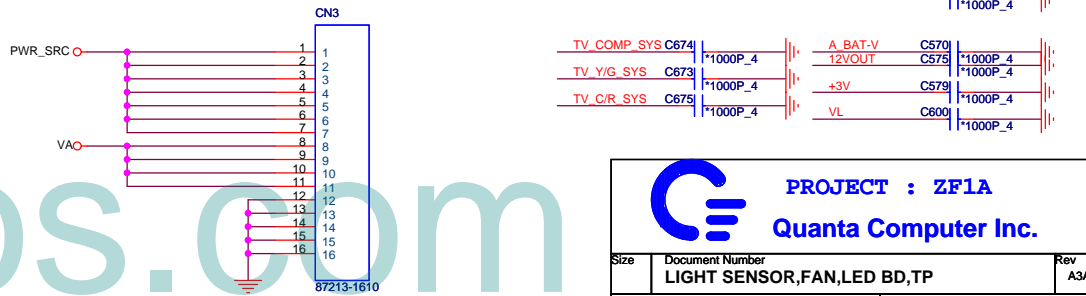 CN3
*1000P_4
PWR_SRC
1 1
2 2
3 3
4 4
5 5
6 6
7 7
VA
8 8
9 9
10 10
11 11
12 12
13 13
14 14
15 15
16 16
87213-1610
TV_COMP_SYS C674 *1000P_4
TV_Y/G_SYS C673 *1000P_4
TV_C/R_SYS C675 *1000P_4
A_BAT-V C570 *1000P_4
12VOUT C575 *1000P_4
+3V C579 *1000P_4
VL C600 *1000P_4
PROJECT : ZF1A
Quanta Computer Inc.
Size Document Number Rev
LIGHT SENSOR,FAN,LED BD,TP A3A
os.com